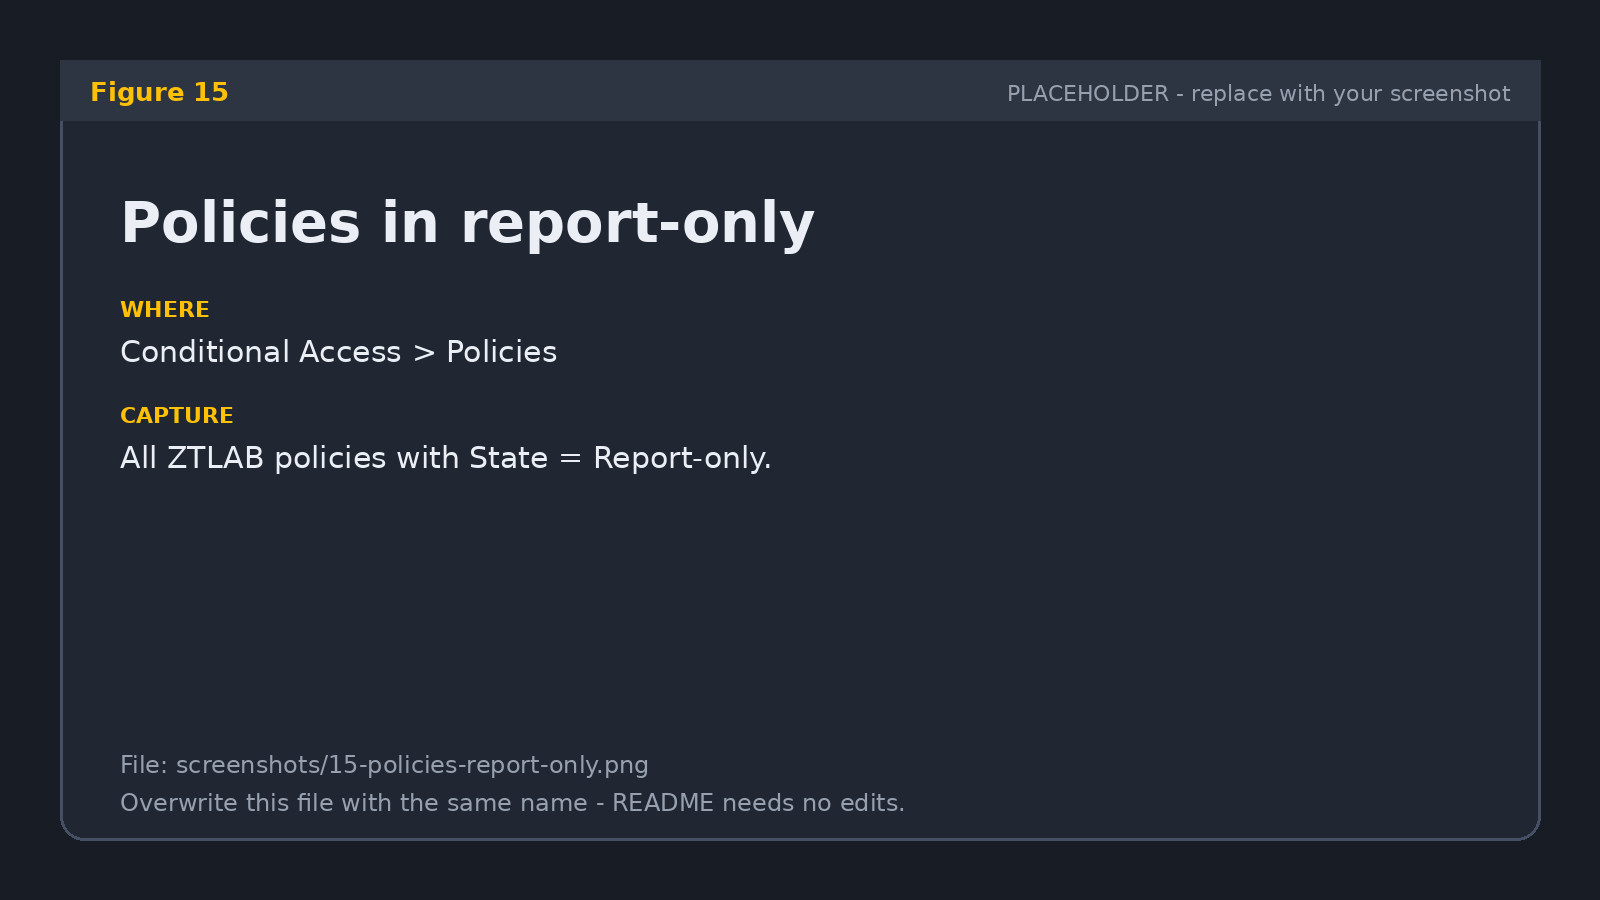 Figure 15
PLACEHOLDER - replace with your screenshot
Policies in report-only
WHERE
Conditional Access > Policies
CAPTURE
All ZTLAB policies with State = Report-only.
File: screenshots/15-policies-report-only.png
Overwrite this file with the same name - README needs no edits.